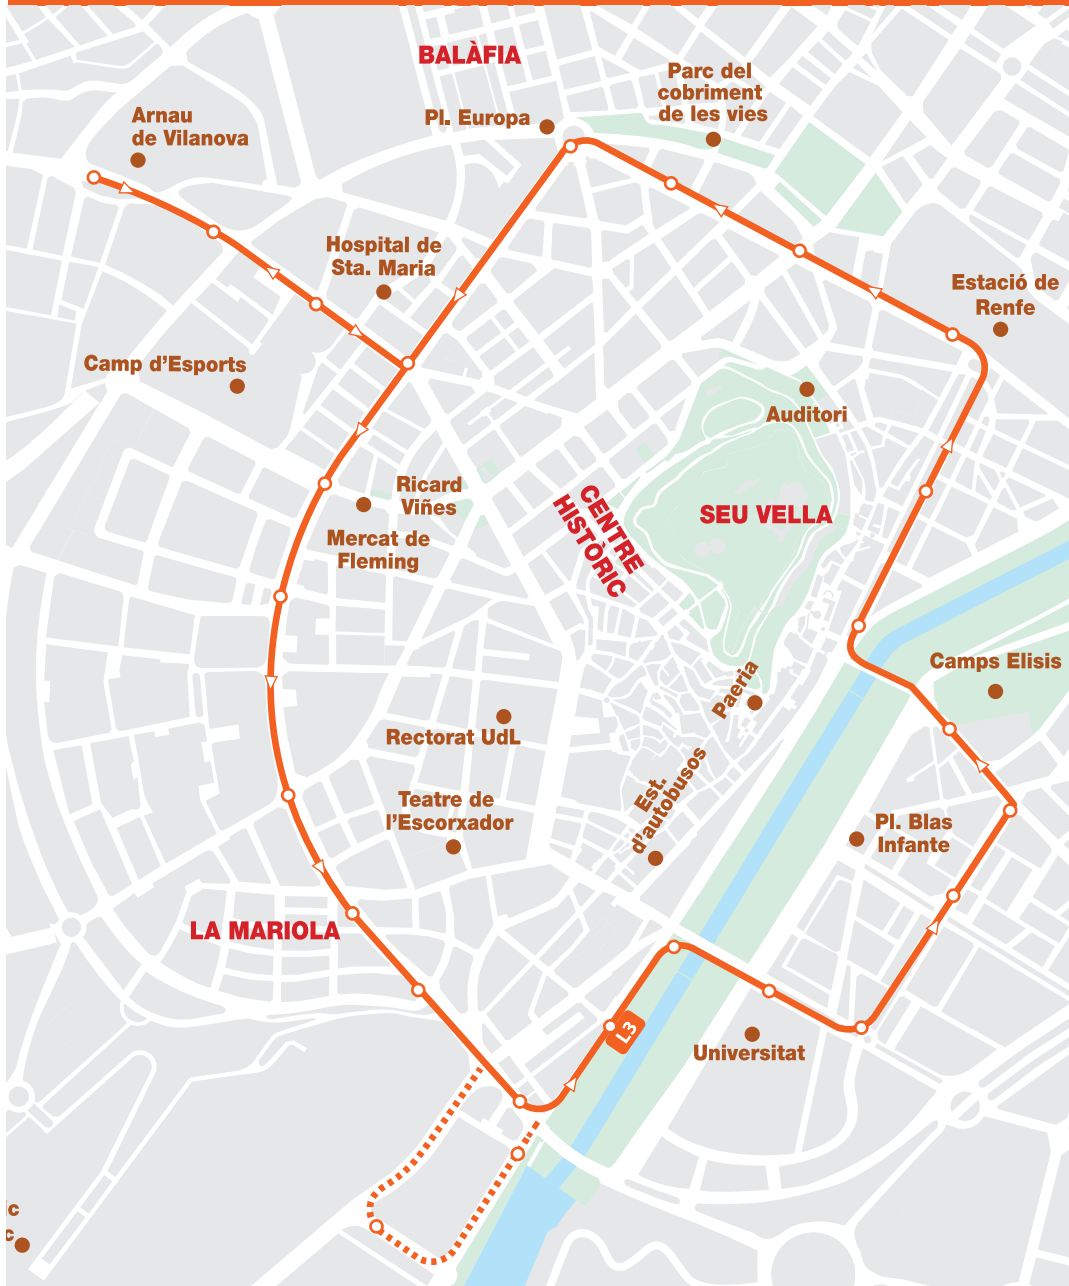 BALÀFIA
Parc del
cobriment
de les vies
Arnau
de Vilanova
Pl. Europa
Hospital de
Sta. Maria
Estació de
Renfe
Camp d'Esports
Auditori
Ricard
Viñes
CENTRE
HISTÒRIC
SEU VELLA
Mercat de
Fleming
Camps Elisis
Paeria
Rectorat UdL
Est.
d'autobusos
Teatre de
l'Escorxador
Pl. Blas
Infante
LA MARIOLA
L3
Universitat